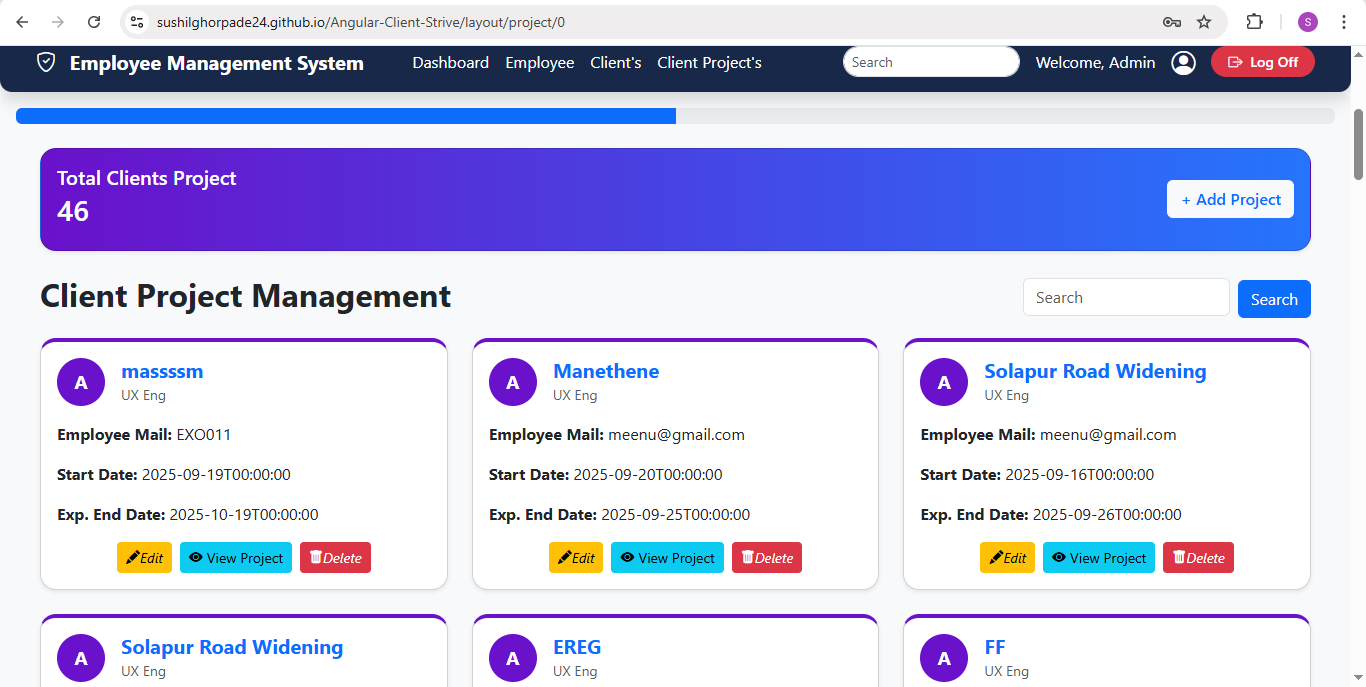 sushilghorpade24.github.io/Angular-Client-Strive/layout/project/0
S
Employee Management System
Dashboard Employee Client's Client Project's
Search
Welcome, Admin
Log Off
Total Clients Project
46
+ Add Project
Client Project Management
Search
Search
A
massssm
UX Eng
Employee Mail: EXO011
Start Date: 2025-09-19T00:00:00
Exp. End Date: 2025-10-19T00:00:00
Edit View Project Delete
A
Manethene
UX Eng
Employee Mail: meenu@gmail.com
Start Date: 2025-09-20T00:00:00
Exp. End Date: 2025-09-25T00:00:00
Edit View Project Delete
A
Solapur Road Widening
UX Eng
Employee Mail: meenu@gmail.com
Start Date: 2025-09-16T00:00:00
Exp. End Date: 2025-09-26T00:00:00
Edit View Project Delete
A
Solapur Road Widening
UX Eng
A
EREG
UX Eng
A
FF
UX Eng